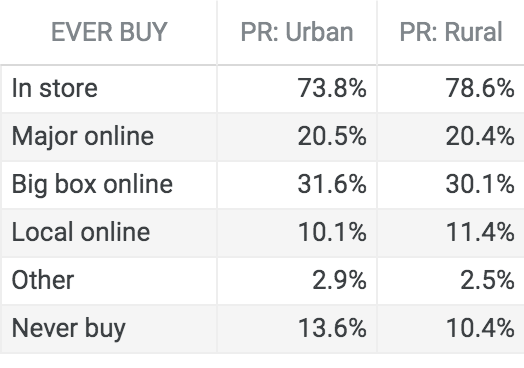 EVER BUY PR: Urban PR: Rural
In store 73.8% 78.6%
Major online 20.5% 20.4%
Big box online 31.6% 30.1%
Local online 10.1% 11.4%
Other 2.9% 2.5%
Never buy 13.6% 10.4%